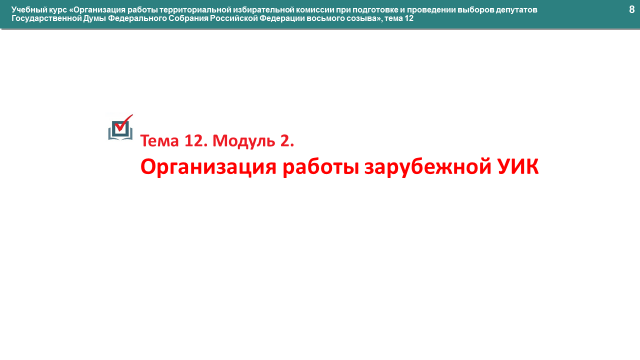 Учебный курс «Организация работы территориальной избирательной комиссии при подготовке и проведении выборов депутатов
Государственной Думы Федерального Собрания Российской Федерации восьмого созыва», тема 12
8
Тема 12. Модуль 2.
Организация работы зарубежной УИК